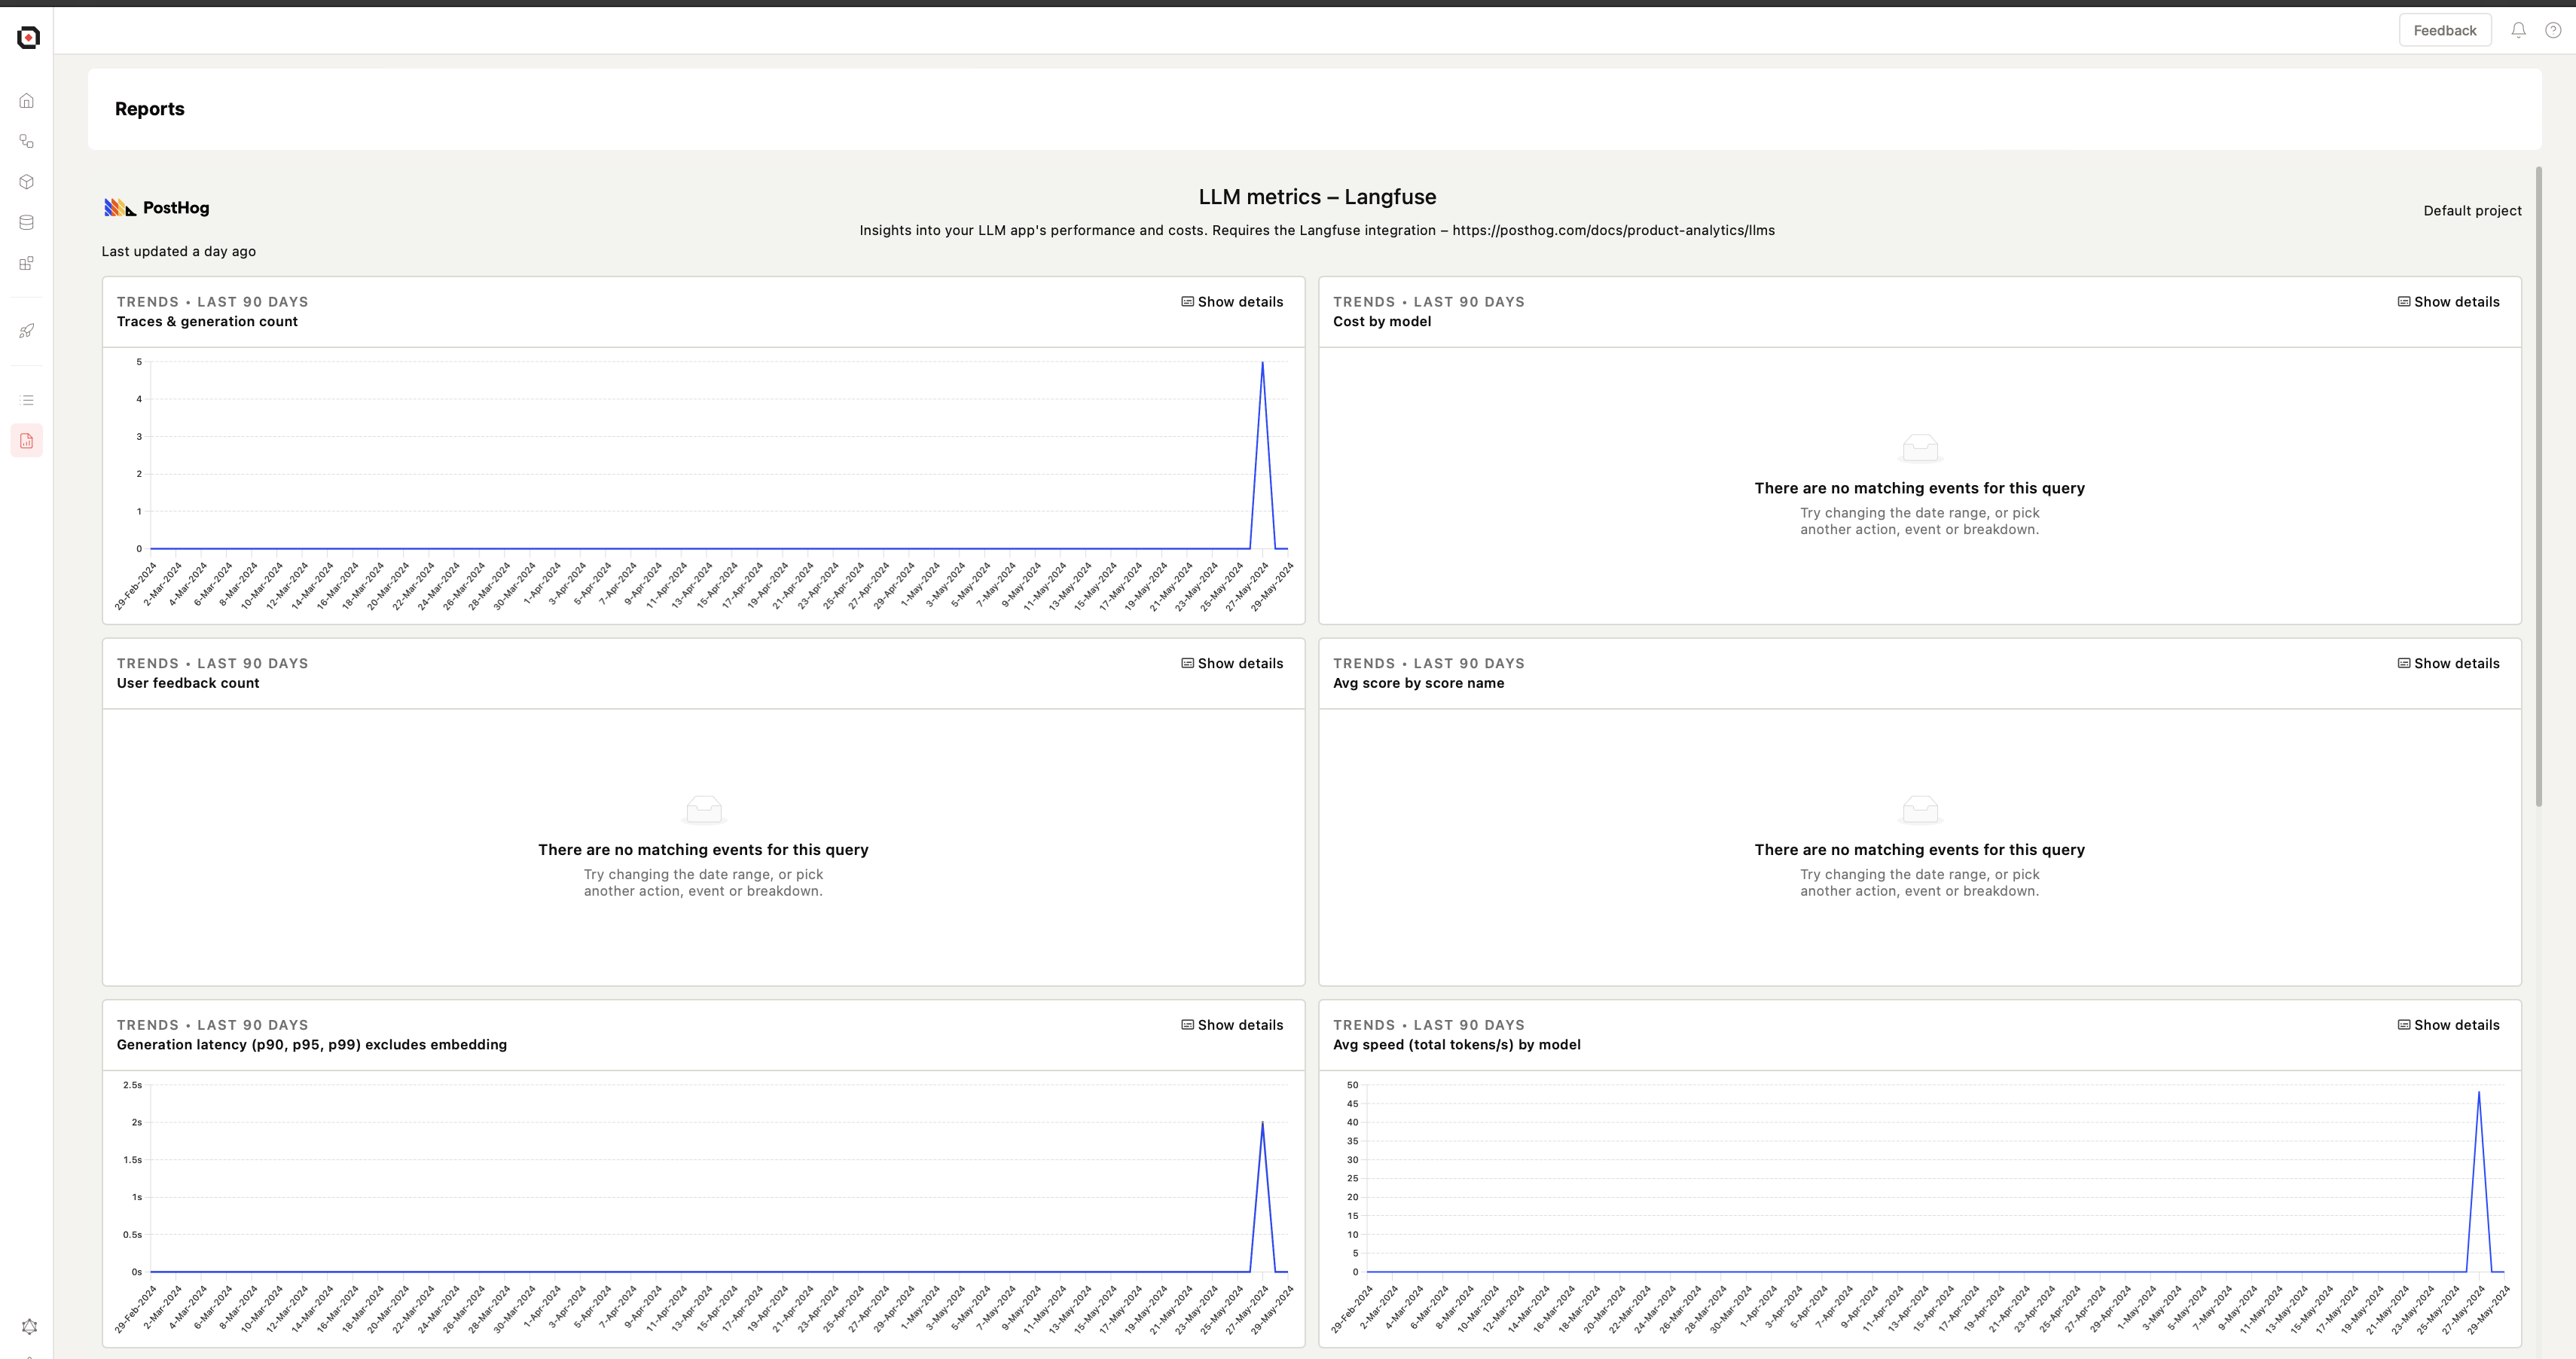 Feedback
Reports
PostHog
LLM metrics – Langfuse
Insights into your LLM app's performance and costs. Requires the Langfuse integration – https://posthog.com/docs/product-analytics/llms
Default project
Last updated a day ago
TRENDS • LAST 90 DAYS
Show details
Traces & generation count
5
4
3
2
1
0
29-Feb-2024
2-Mar-2024
4-Mar-2024
6-Mar-2024
8-Mar-2024
10-Mar-2024
12-Mar-2024
14-Mar-2024
16-Mar-2024
18-Mar-2024
20-Mar-2024
22-Mar-2024
24-Mar-2024
26-Mar-2024
28-Mar-2024
30-Mar-2024
1-Apr-2024
3-Apr-2024
5-Apr-2024
7-Apr-2024
9-Apr-2024
11-Apr-2024
13-Apr-2024
15-Apr-2024
17-Apr-2024
19-Apr-2024
21-Apr-2024
23-Apr-2024
25-Apr-2024
27-Apr-2024
29-Apr-2024
1-May-2024
3-May-2024
5-May-2024
7-May-2024
9-May-2024
11-May-2024
13-May-2024
15-May-2024
17-May-2024
19-May-2024
21-May-2024
23-May-2024
25-May-2024
27-May-2024
29-May-2024
TRENDS • LAST 90 DAYS
Show details
Cost by model
There are no matching events for this query
Try changing the date range, or pick
another action, event or breakdown.
TRENDS • LAST 90 DAYS
Show details
User feedback count
There are no matching events for this query
Try changing the date range, or pick
another action, event or breakdown.
TRENDS • LAST 90 DAYS
Show details
Avg score by score name
There are no matching events for this query
Try changing the date range, or pick
another action, event or breakdown.
TRENDS • LAST 90 DAYS
Show details
Generation latency (p90, p95, p99) excludes embedding
2.5s
2s
1.5s
1s
0.5s
0s
29-Feb-2024
2-Mar-2024
4-Mar-2024
6-Mar-2024
8-Mar-2024
10-Mar-2024
12-Mar-2024
14-Mar-2024
16-Mar-2024
18-Mar-2024
20-Mar-2024
22-Mar-2024
24-Mar-2024
26-Mar-2024
28-Mar-2024
30-Mar-2024
1-Apr-2024
3-Apr-2024
5-Apr-2024
7-Apr-2024
9-Apr-2024
11-Apr-2024
13-Apr-2024
15-Apr-2024
17-Apr-2024
19-Apr-2024
21-Apr-2024
23-Apr-2024
25-Apr-2024
27-Apr-2024
29-Apr-2024
1-May-2024
3-May-2024
5-May-2024
7-May-2024
9-May-2024
11-May-2024
13-May-2024
15-May-2024
17-May-2024
19-May-2024
21-May-2024
23-May-2024
25-May-2024
27-May-2024
29-May-2024
TRENDS • LAST 90 DAYS
Show details
Avg speed (total tokens/s) by model
50
45
40
35
30
25
20
15
10
5
0
29-Feb-2024
2-Mar-2024
4-Mar-2024
6-Mar-2024
8-Mar-2024
10-Mar-2024
12-Mar-2024
14-Mar-2024
16-Mar-2024
18-Mar-2024
20-Mar-2024
22-Mar-2024
24-Mar-2024
26-Mar-2024
28-Mar-2024
30-Mar-2024
1-Apr-2024
3-Apr-2024
5-Apr-2024
7-Apr-2024
9-Apr-2024
11-Apr-2024
13-Apr-2024
15-Apr-2024
17-Apr-2024
19-Apr-2024
21-Apr-2024
23-Apr-2024
25-Apr-2024
27-Apr-2024
29-Apr-2024
1-May-2024
3-May-2024
5-May-2024
7-May-2024
9-May-2024
11-May-2024
13-May-2024
15-May-2024
17-May-2024
19-May-2024
21-May-2024
23-May-2024
25-May-2024
27-May-2024
29-May-2024